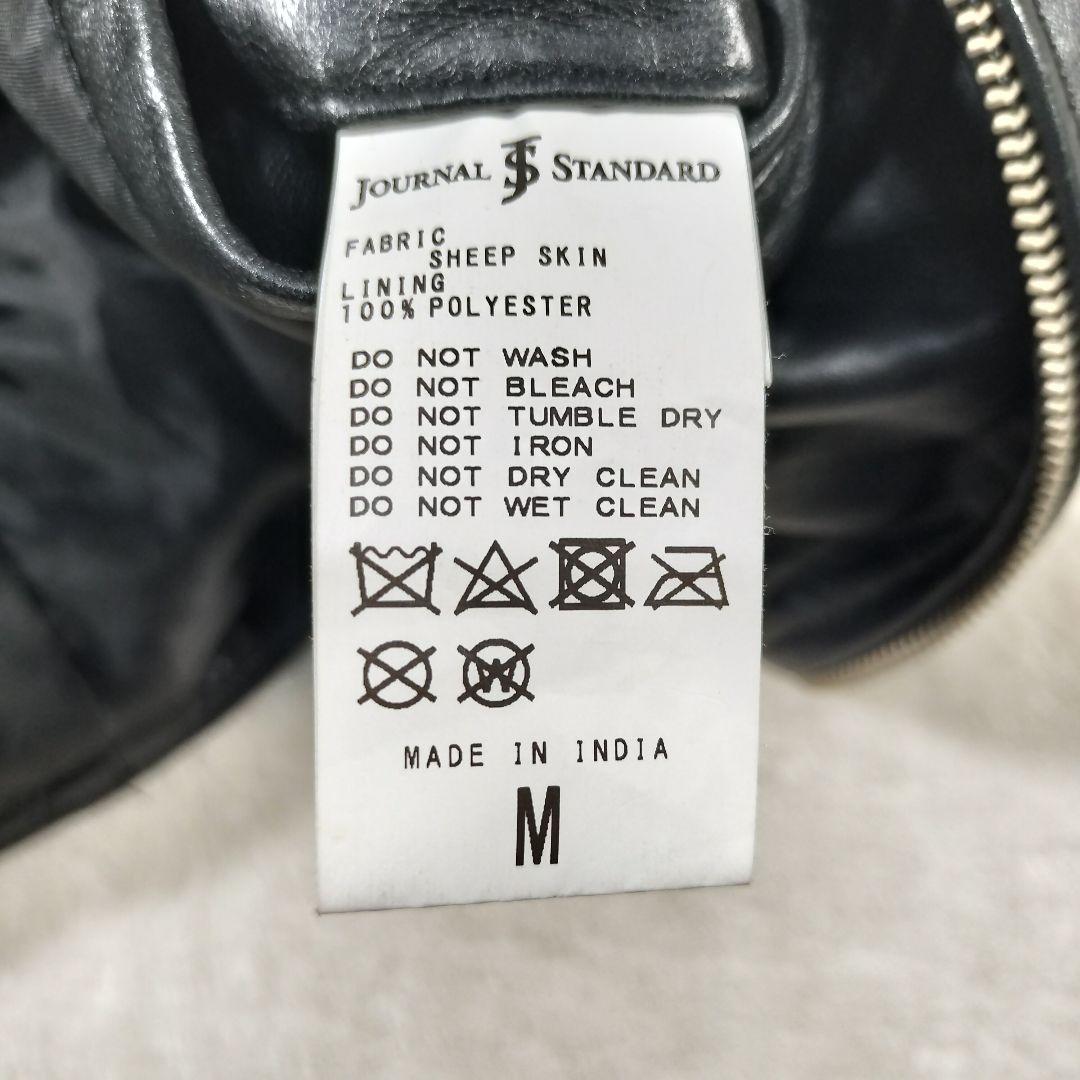 JOURNAL JS STANDARD
FABRIC
SHEEP SKIN
LINING
100% POLYESTER
DO NOT WASH
DO NOT BLEACH
DO NOT TUMBLE DRY
DO NOT IRON
DO NOT DRY CLEAN
DO NOT WET CLEAN
W
MADE IN INDIA
M